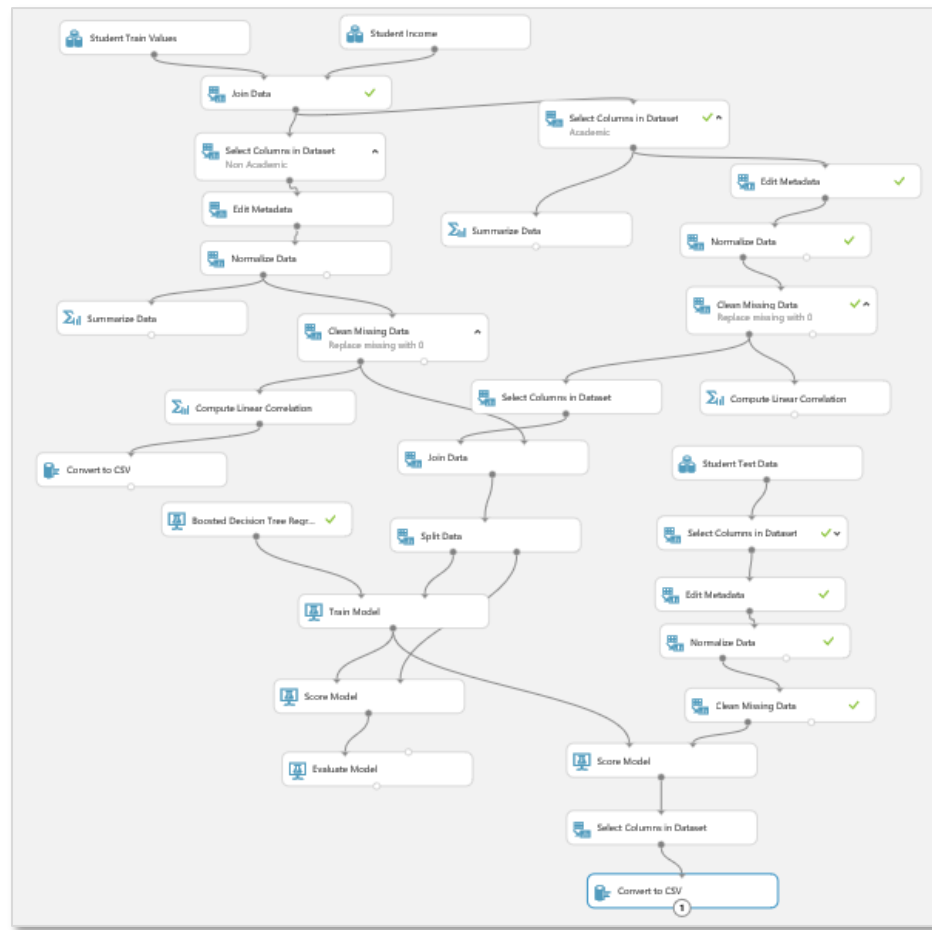 Student Train Values
Student Income
Join Data
Select Columns in Dataset
Academic
Select Columns in Dataset
Non Academic
Edit Metadata
Edit Metadata
Summarize Data
Normalize Data
Normalize Data
Clean Missing Data
Replace missing with 0
Summarize Data
Clean Missing Data
Replace missing with 0
Select Columns in Dataset
Compute Linear Correlation
Compute Linear Correlation
Join Data
Student Test Data
Convert to CSV
Boosted Decision Tree Regr...
Select Columns in Dataset
Split Data
Edit Metadata
Train Model
Normalize Data
Score Model
Clean Missing Data
Score Model
Evaluate Model
Select Columns in Dataset
Convert to CSV
1